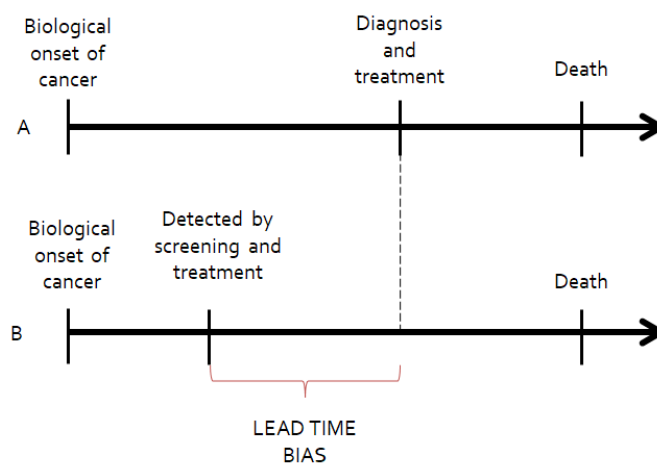 Biological
onset of
cancer
Diagnosis
and
treatment
Death
A
Biological
onset of
cancer
Detected by
screening and
treatment
Death
B
LEAD TIME
BIAS